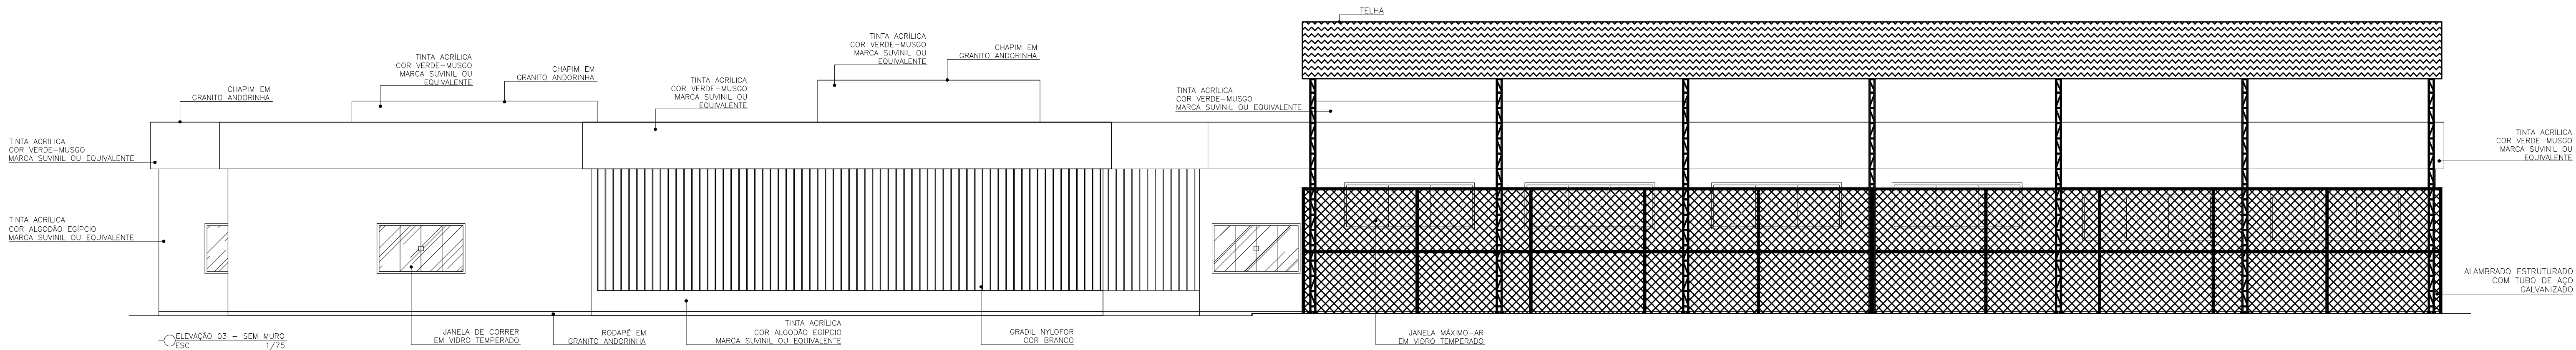 TELHA
TINTA ACRÍLICA
COR VERDE-MUSGO
MARCA SUVINIL OU
EQUIVALENTE
CHAPIM EM
GRANITO ANDORINHA
TINTA ACRÍLICA
COR VERDE-MUSGO
MARCA SUVINIL OU
EQUIVALENTE
CHAPIM EM
GRANITO ANDORINHA
TINTA ACRÍLICA
COR VERDE-MUSGO
MARCA SUVINIL OU
EQUIVALENTE
CHAPIM EM
GRANITO ANDORINHA
TINTA ACRÍLICA
COR VERDE-MUSGO
MARCA SUVINIL OU EQUIVALENTE
TINTA ACRÍLICA
COR VERDE-MUSGO
MARCA SUVINIL OU EQUIVALENTE
TINTA ACRÍLICA
COR VERDE-MUSGO
MARCA SUVINIL OU
EQUIVALENTE
TINTA ACRÍLICA
COR ALGODÃO EGÍPCIO
MARCA SUVINIL OU EQUIVALENTE
ALAMBRADO ESTRUTURADO
COM TUBO DE AÇO
GALVANIZADO
ELEVAÇÃO 03 - SEM MURO
ESC 1/75
JANELA DE CORRER
EM VIDRO TEMPERADO
RODAPÉ EM
GRANITO ANDORINHA
TINTA ACRÍLICA
COR ALGODÃO EGÍPCIO
MARCA SUVINIL OU EQUIVALENTE
GRADIL NYLOFOR
COR BRANCO
JANELA MÁXIMO-AR
EM VIDRO TEMPERADO